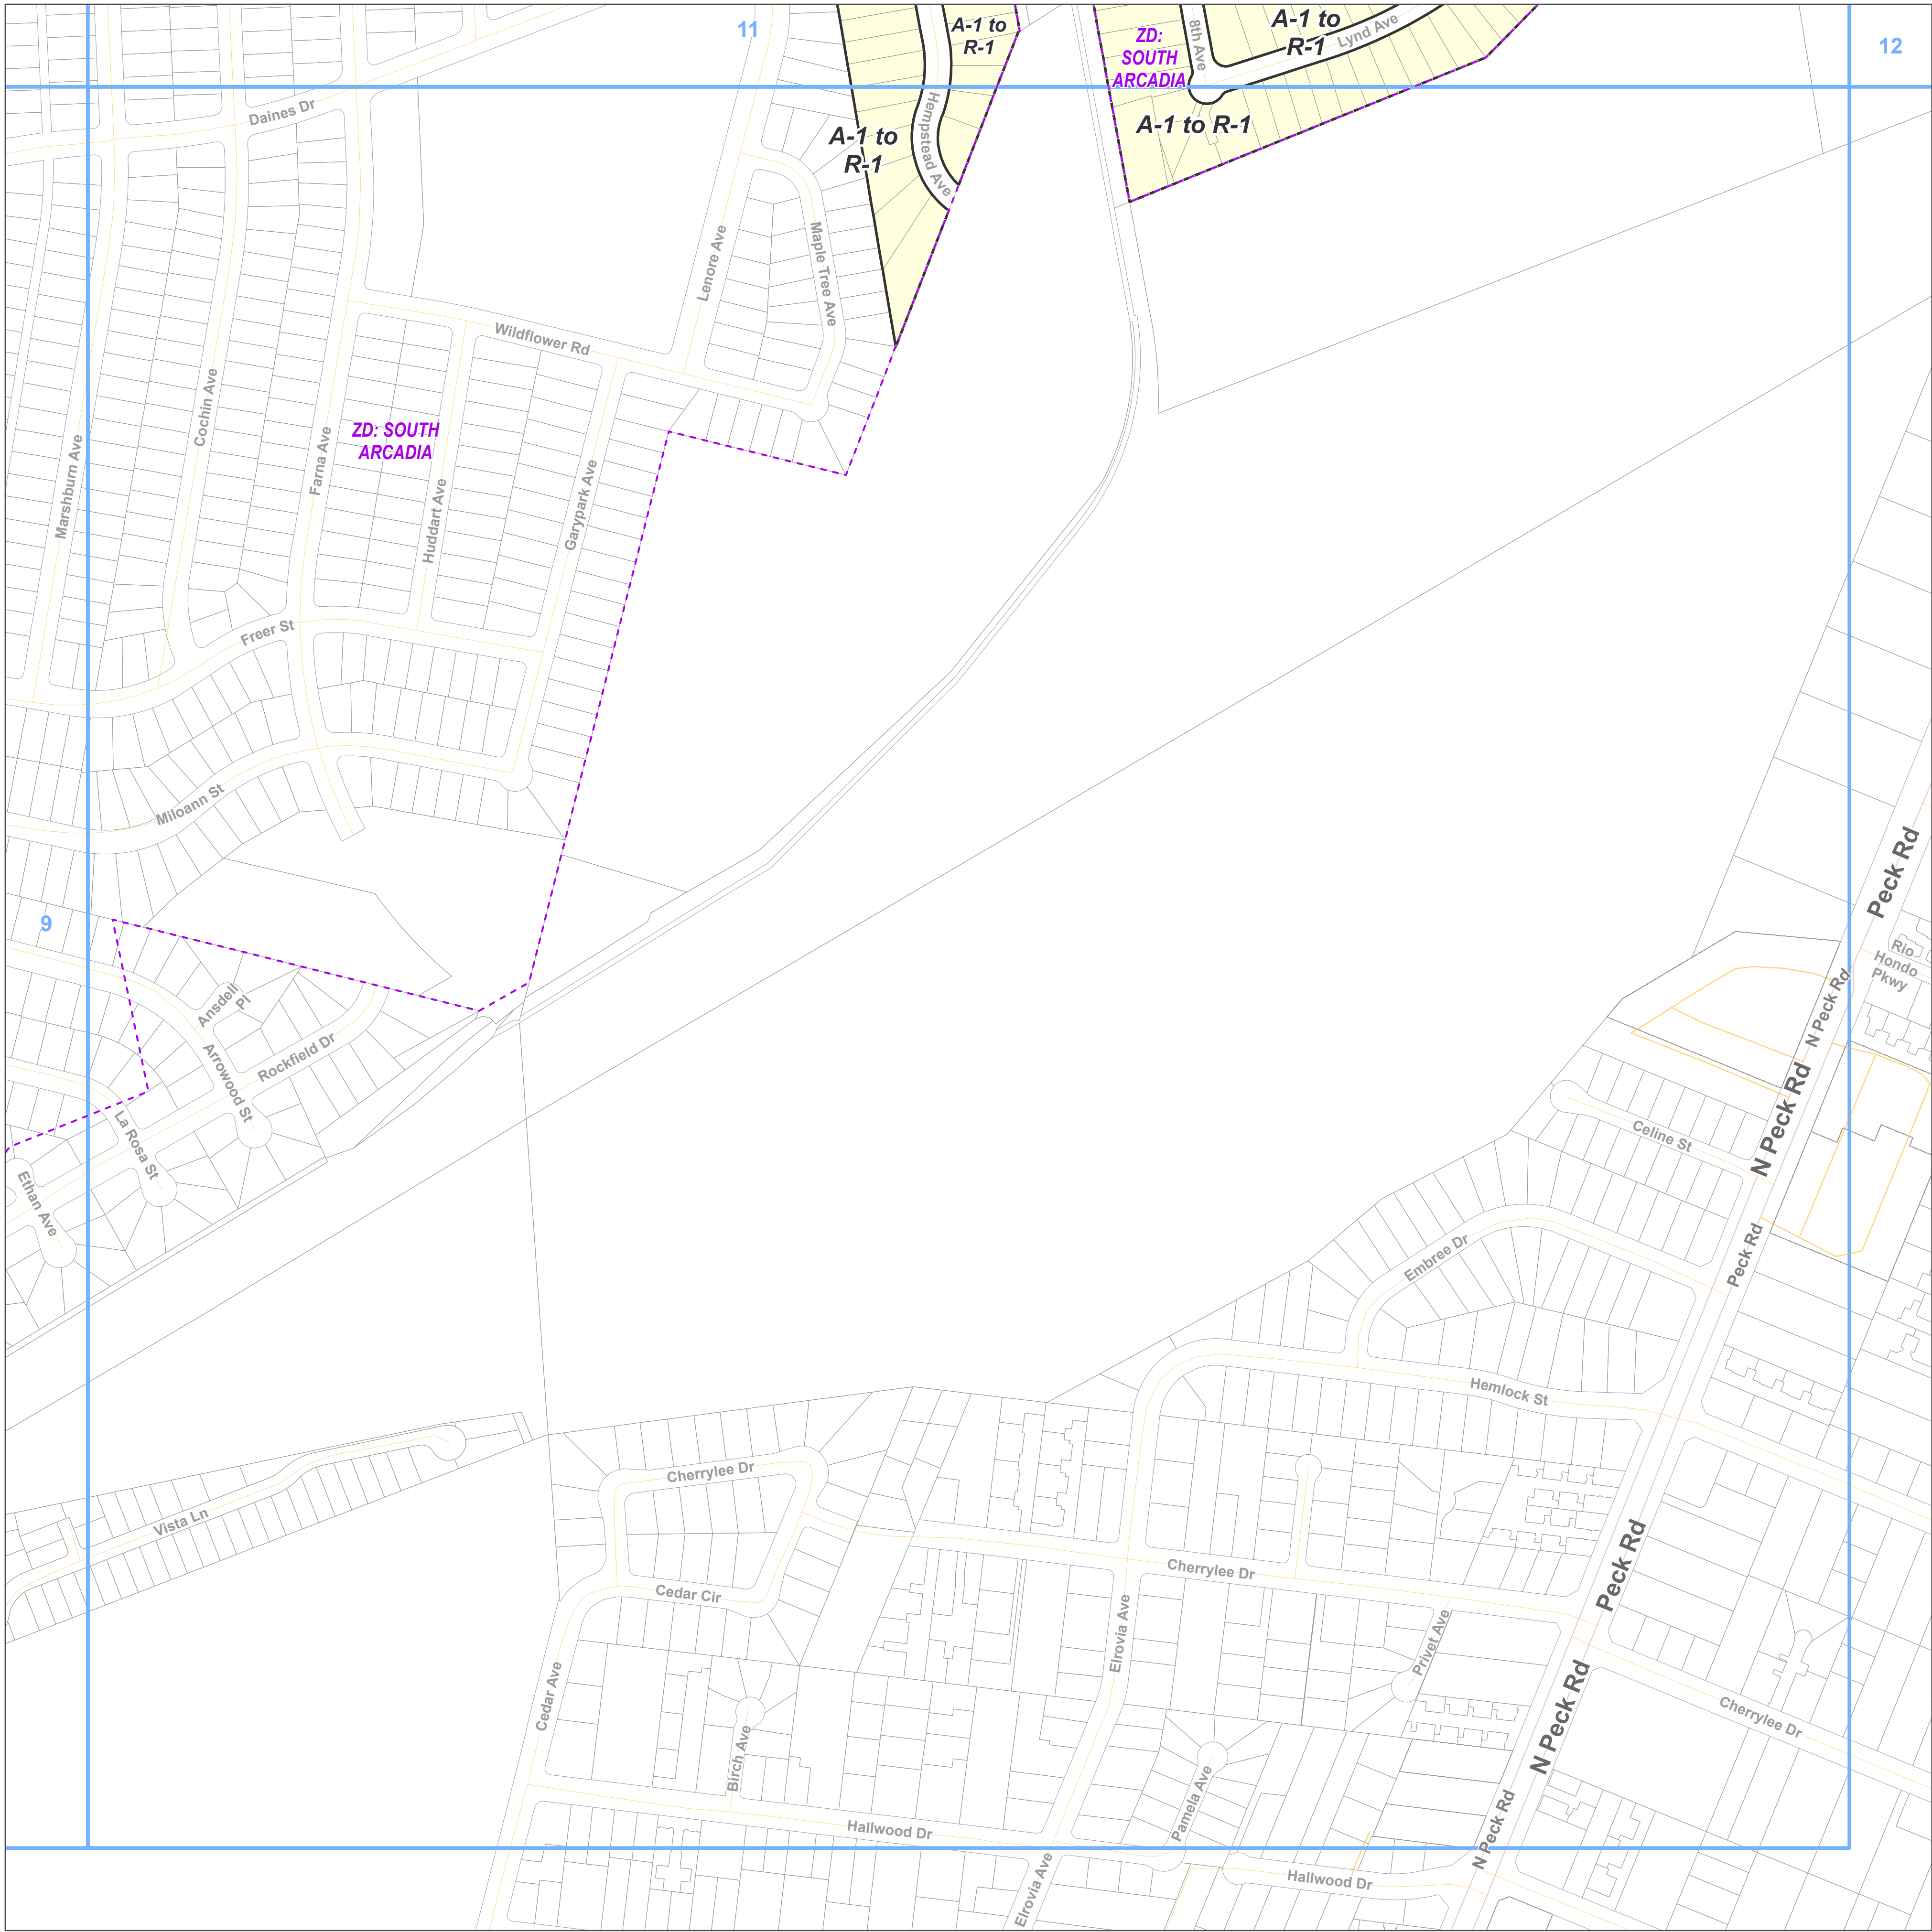 11
A-1 to
R-1
ZD:
SOUTH
ARCADIA
8th Ave
A-1 to
R-1
Lynd Ave
12
Daines Dr
A-1 to
R-1
Hempstead Ave
A-1 to R-1
Lenore Ave
Maple Tree Ave
Wildflower Rd
Cochin Ave
Marshburn Ave
Farna Ave
ZD: SOUTH
ARCADIA
Huddart Ave
Garypark Ave
Freer St
Miloann St
Peck Rd
9
Rio
Hondo
Pkwy
Ansdell
Pl
N Peck Rd
Arrowood St
Rockfield Dr
N Peck Rd
La Rosa St
Celine St
Ethan Ave
Embree Dr
Peck Rd
Hemlock St
Cherrylee Dr
Vista Ln
Cherrylee Dr
Peck Rd
Cedar Cir
Elrovia Ave
Privet Ave
Cedar Ave
N Peck Rd
Cherrylee Dr
Birch Ave
Pamela Ave
Hallwood Dr
N Peck Rd
Elrovia Ave
Hallwood Dr